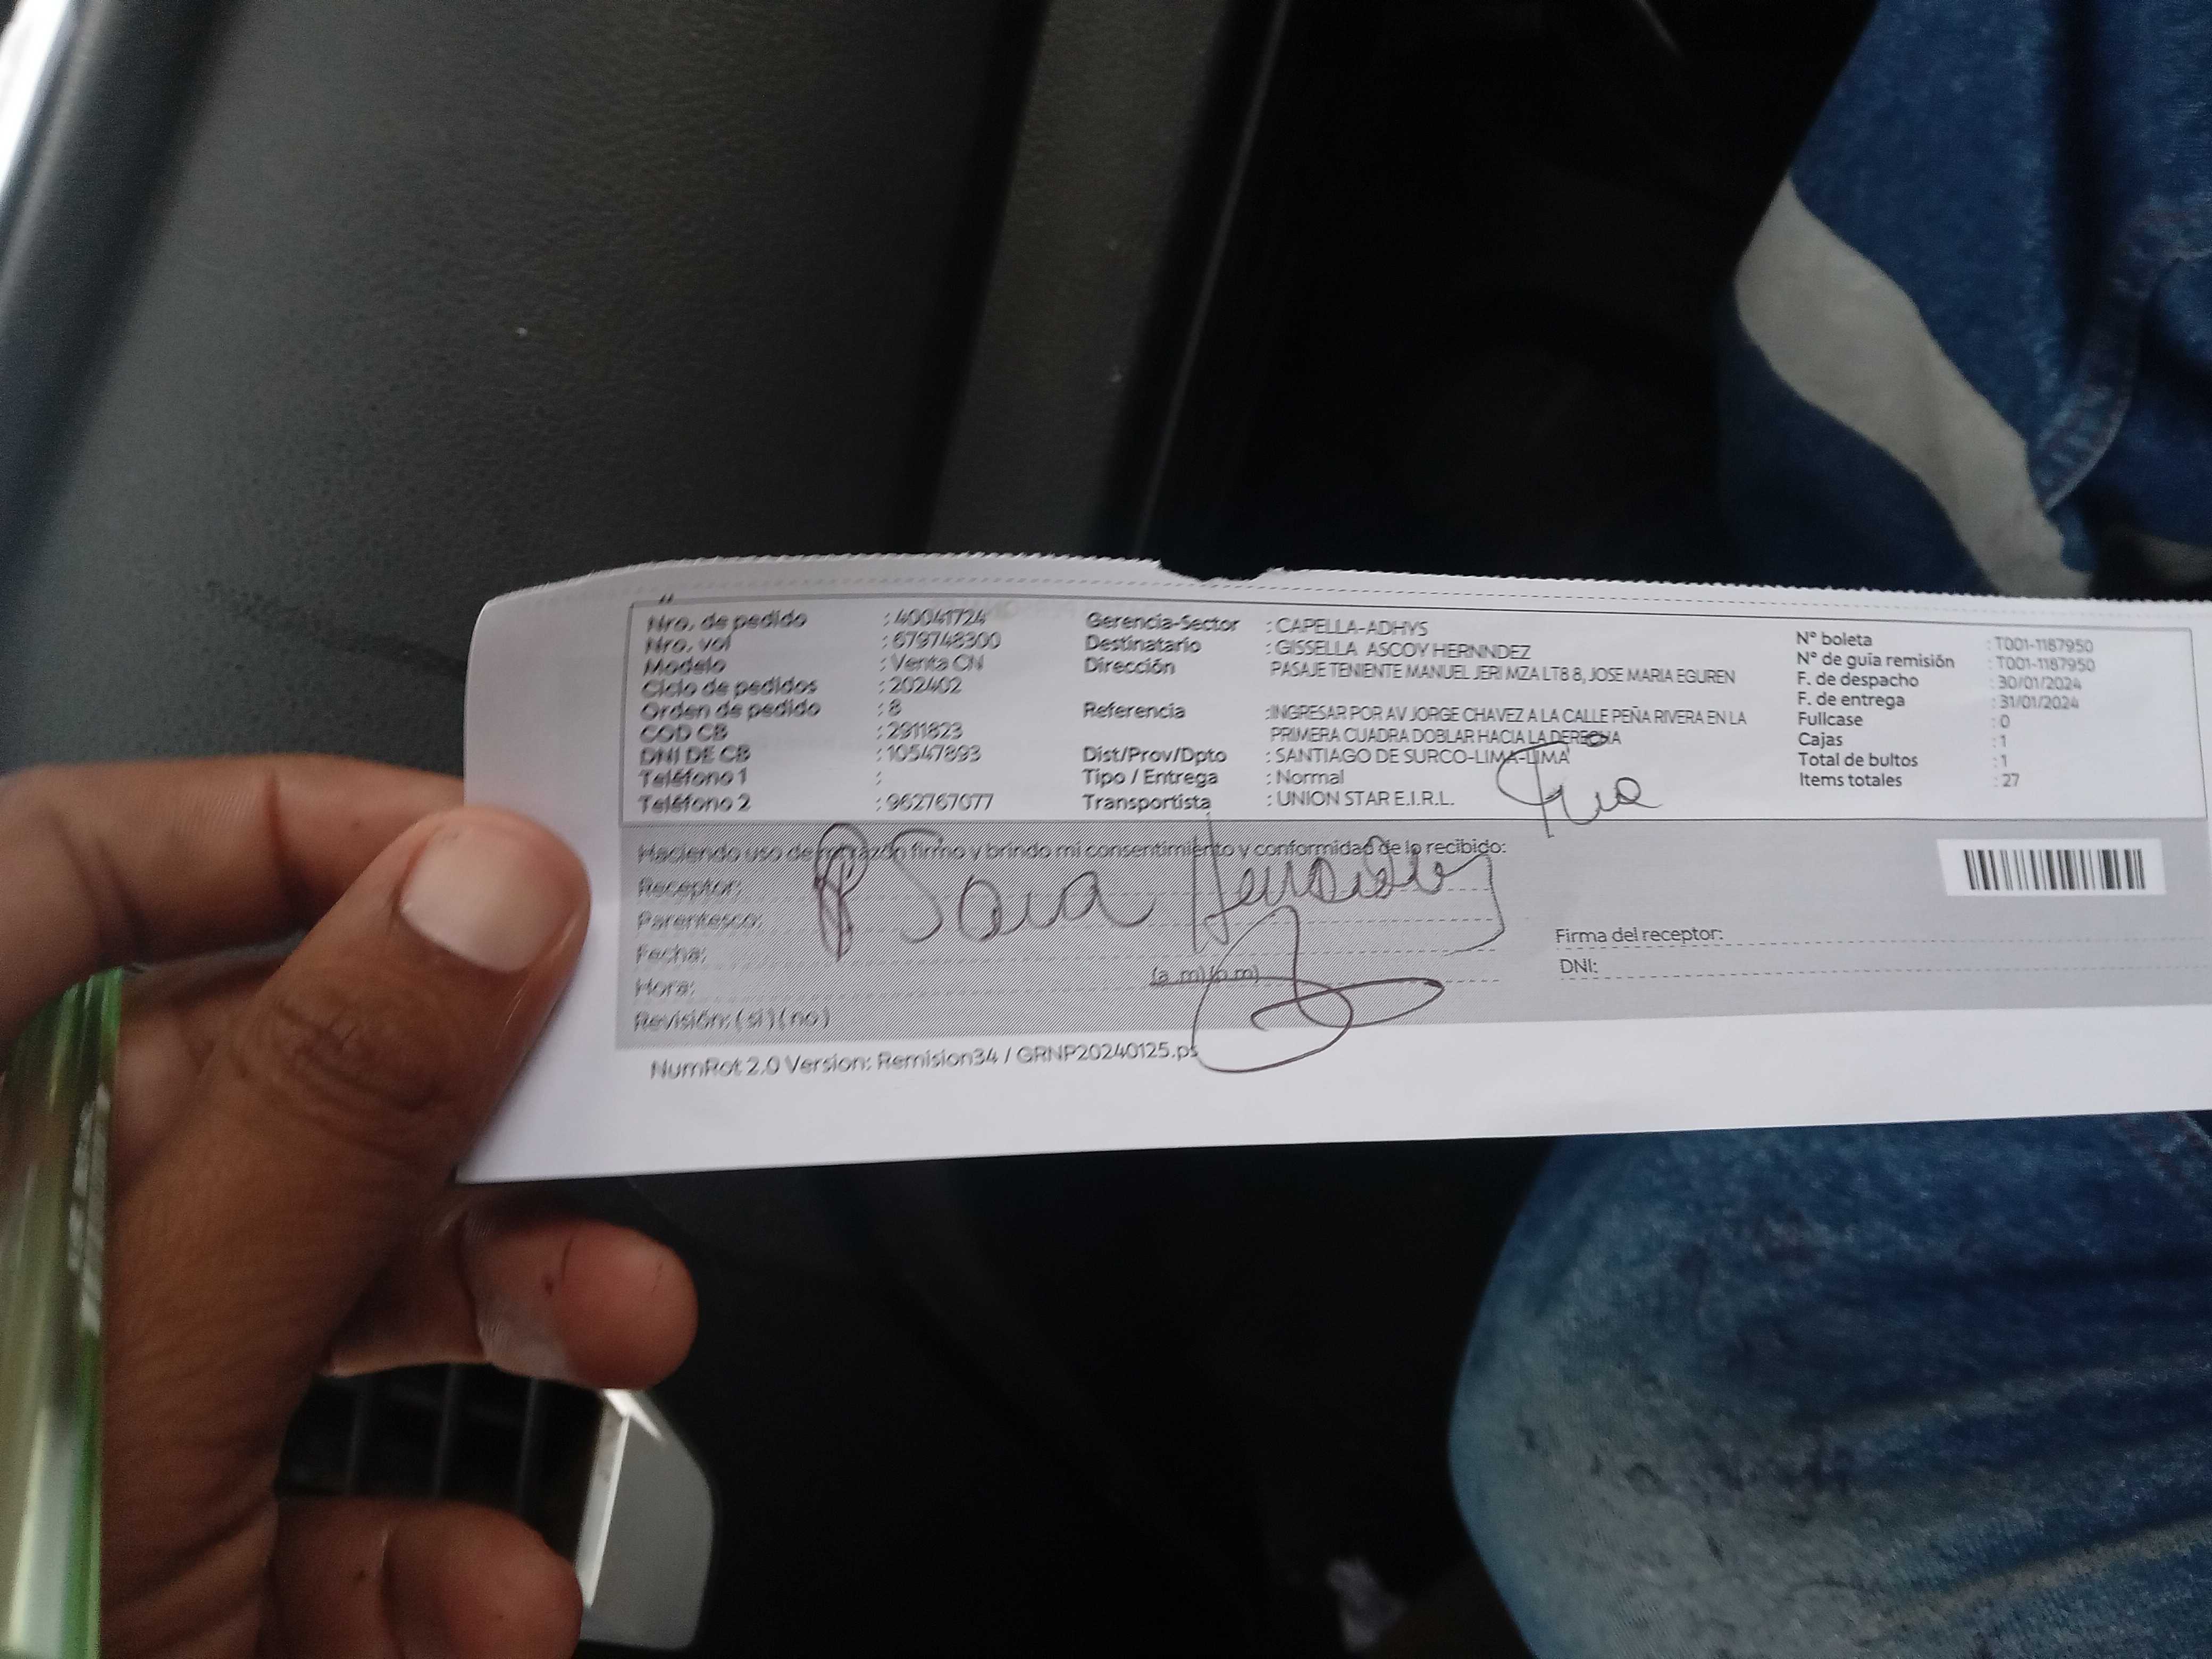 Nro. de pedido : 40041724
Nro. vol : 679748300
Modelo : Venta CN
Ciclo de pedidos : 202402
Orden de pedido : 8
COD CB : 2911823
DNI DE CB : 10547893
Teléfono 1 :
Teléfono 2 : 962767077
Gerencia-Sector : CAPELLA-ADHYS
Destinatario : GISSELLA ASCOY HERNNDEZ
Dirección PASAJE TENIENTE MANUEL JERI MZA LT8 8, JOSE MARIA EGUREN
Referencia :INGRESAR POR AV JORGE CHAVEZ A LA CALLE PEÑA RIVERA EN LA
PRIMERA CUADRA DOBLAR HACIA LA DERECHA
Dist/Prov/Dpto : SANTIAGO DE SURCO-LIMA-LIMA
Tipo / Entrega : Normal
Transportista : UNION STAR E.I.R.L.
N° boleta : T001-1187950
N° de guía remisión : T001-1187950
F. de despacho : 30/01/2024
F. de entrega : 31/01/2024
Fullcase : 0
Cajas : 1
Total de bultos : 1
Items totales : 27
Tia
Haciendo uso de mi razón firmo y brindo mi consentimiento y conformidad de lo recibido:
Receptor: Sara Hernandez
Parentesco:
Fecha:
Hora: (a.m)(p.m)
Revisión: (si)(no)
Firma del receptor:
DNI:
NumRot 2.0 Version: Remision34 / GRNP20240125.ps